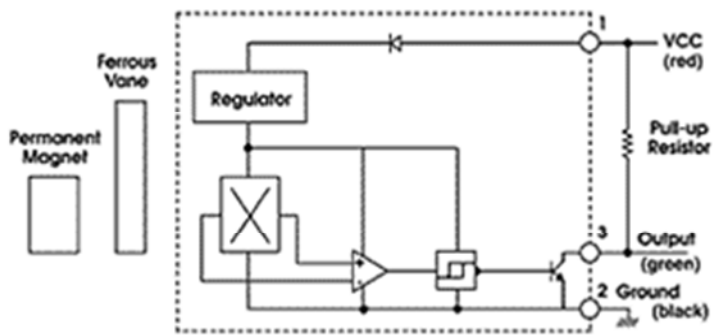 Permanent
Magnet
Ferrous
Vane
Regulator
1
VCC
(red)
Pull-up
Resistor
3
Output
(green)
2
Ground
(black)
+
−